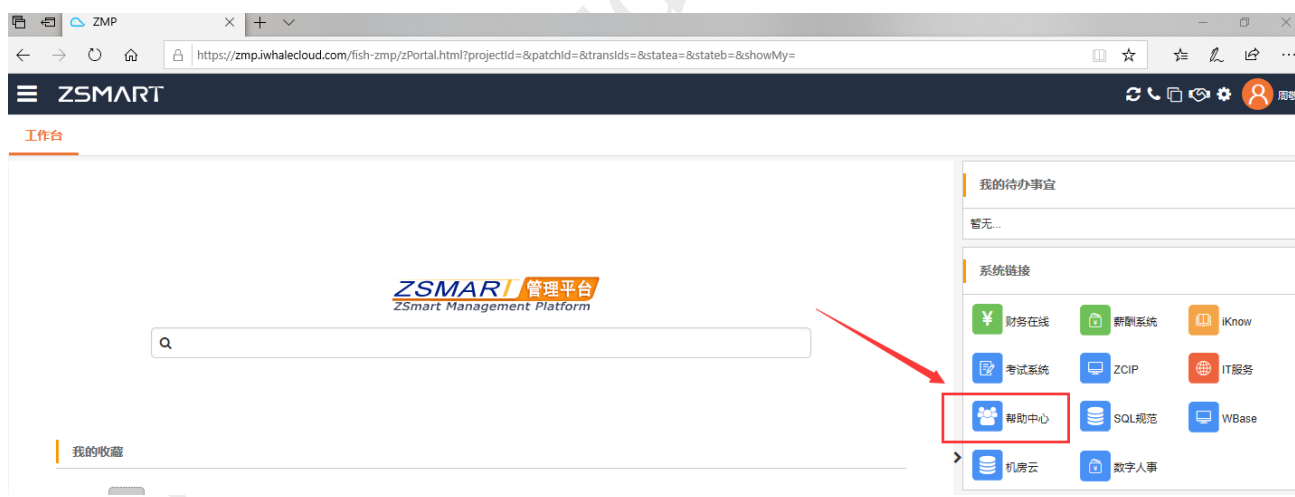 ZMP
https://zmp.iwhalecloud.com/fish-zmp/zPortal.html?projectId=&patchId=&transIds=&statea=&stateb=&showMy=
ZSMART
工作台
我的待办事宜
暂无...
系统链接
ZSMART 管理平台
ZSmart Management Platform
财务在线 薪酬系统 iKnow
考试系统 ZCIP IT服务
帮助中心 SQL规范 WBase
我的收藏
机房云 数字人事